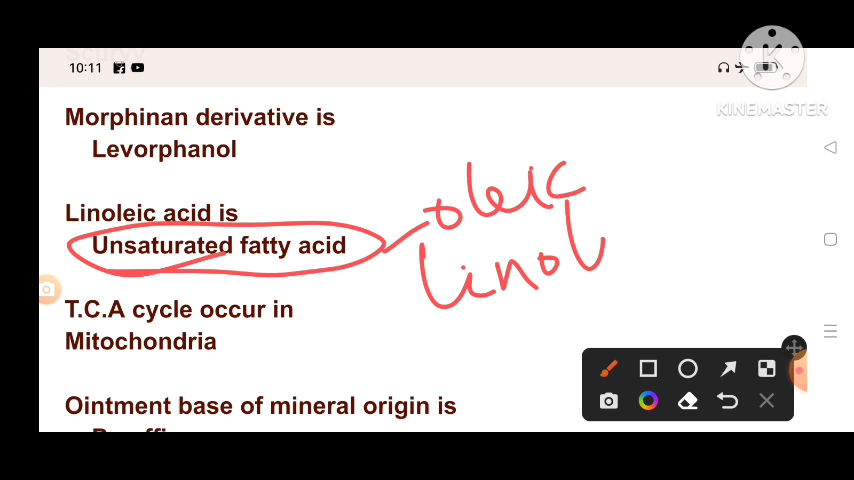 Scurvy
10:11
KINEMASTER
Morphinan derivative is
Levorphanol
Linoleic acid is
Unsaturated fatty acid
oleic
linol
T.C.A cycle occur in
Mitochondria
Ointment base of mineral origin is